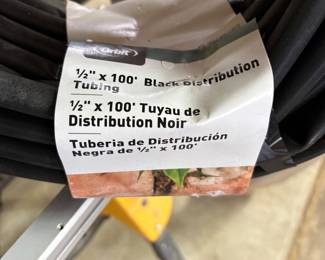 Orbit
½" x 100' Black Distribution
Tubing
½" x 100' Tuyau de
Distribution Noir
Tuberia de Distribución
Negra de ½" x 100'